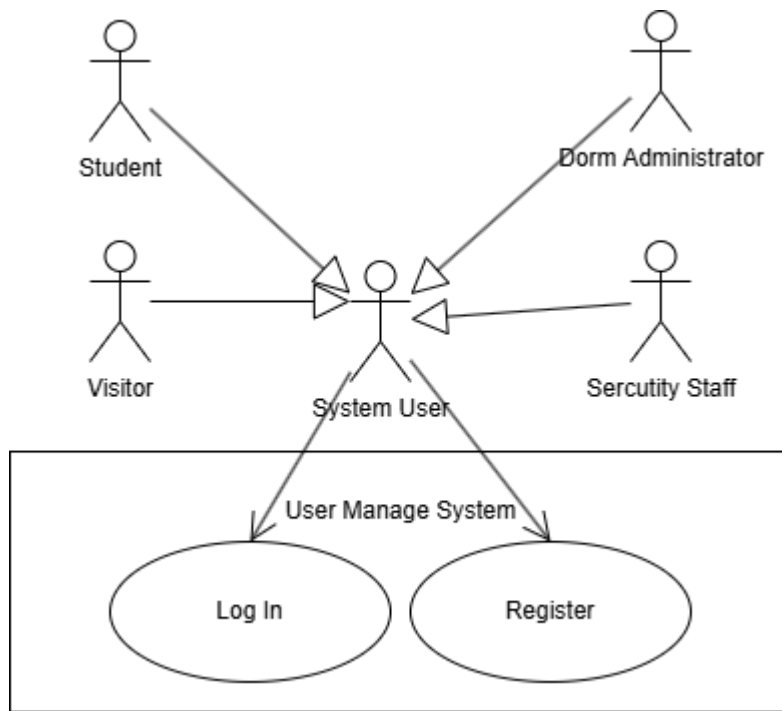 Student
Dorm Administrator
Visitor
System User
Sercutity Staff
User Manage System
Log In
Register